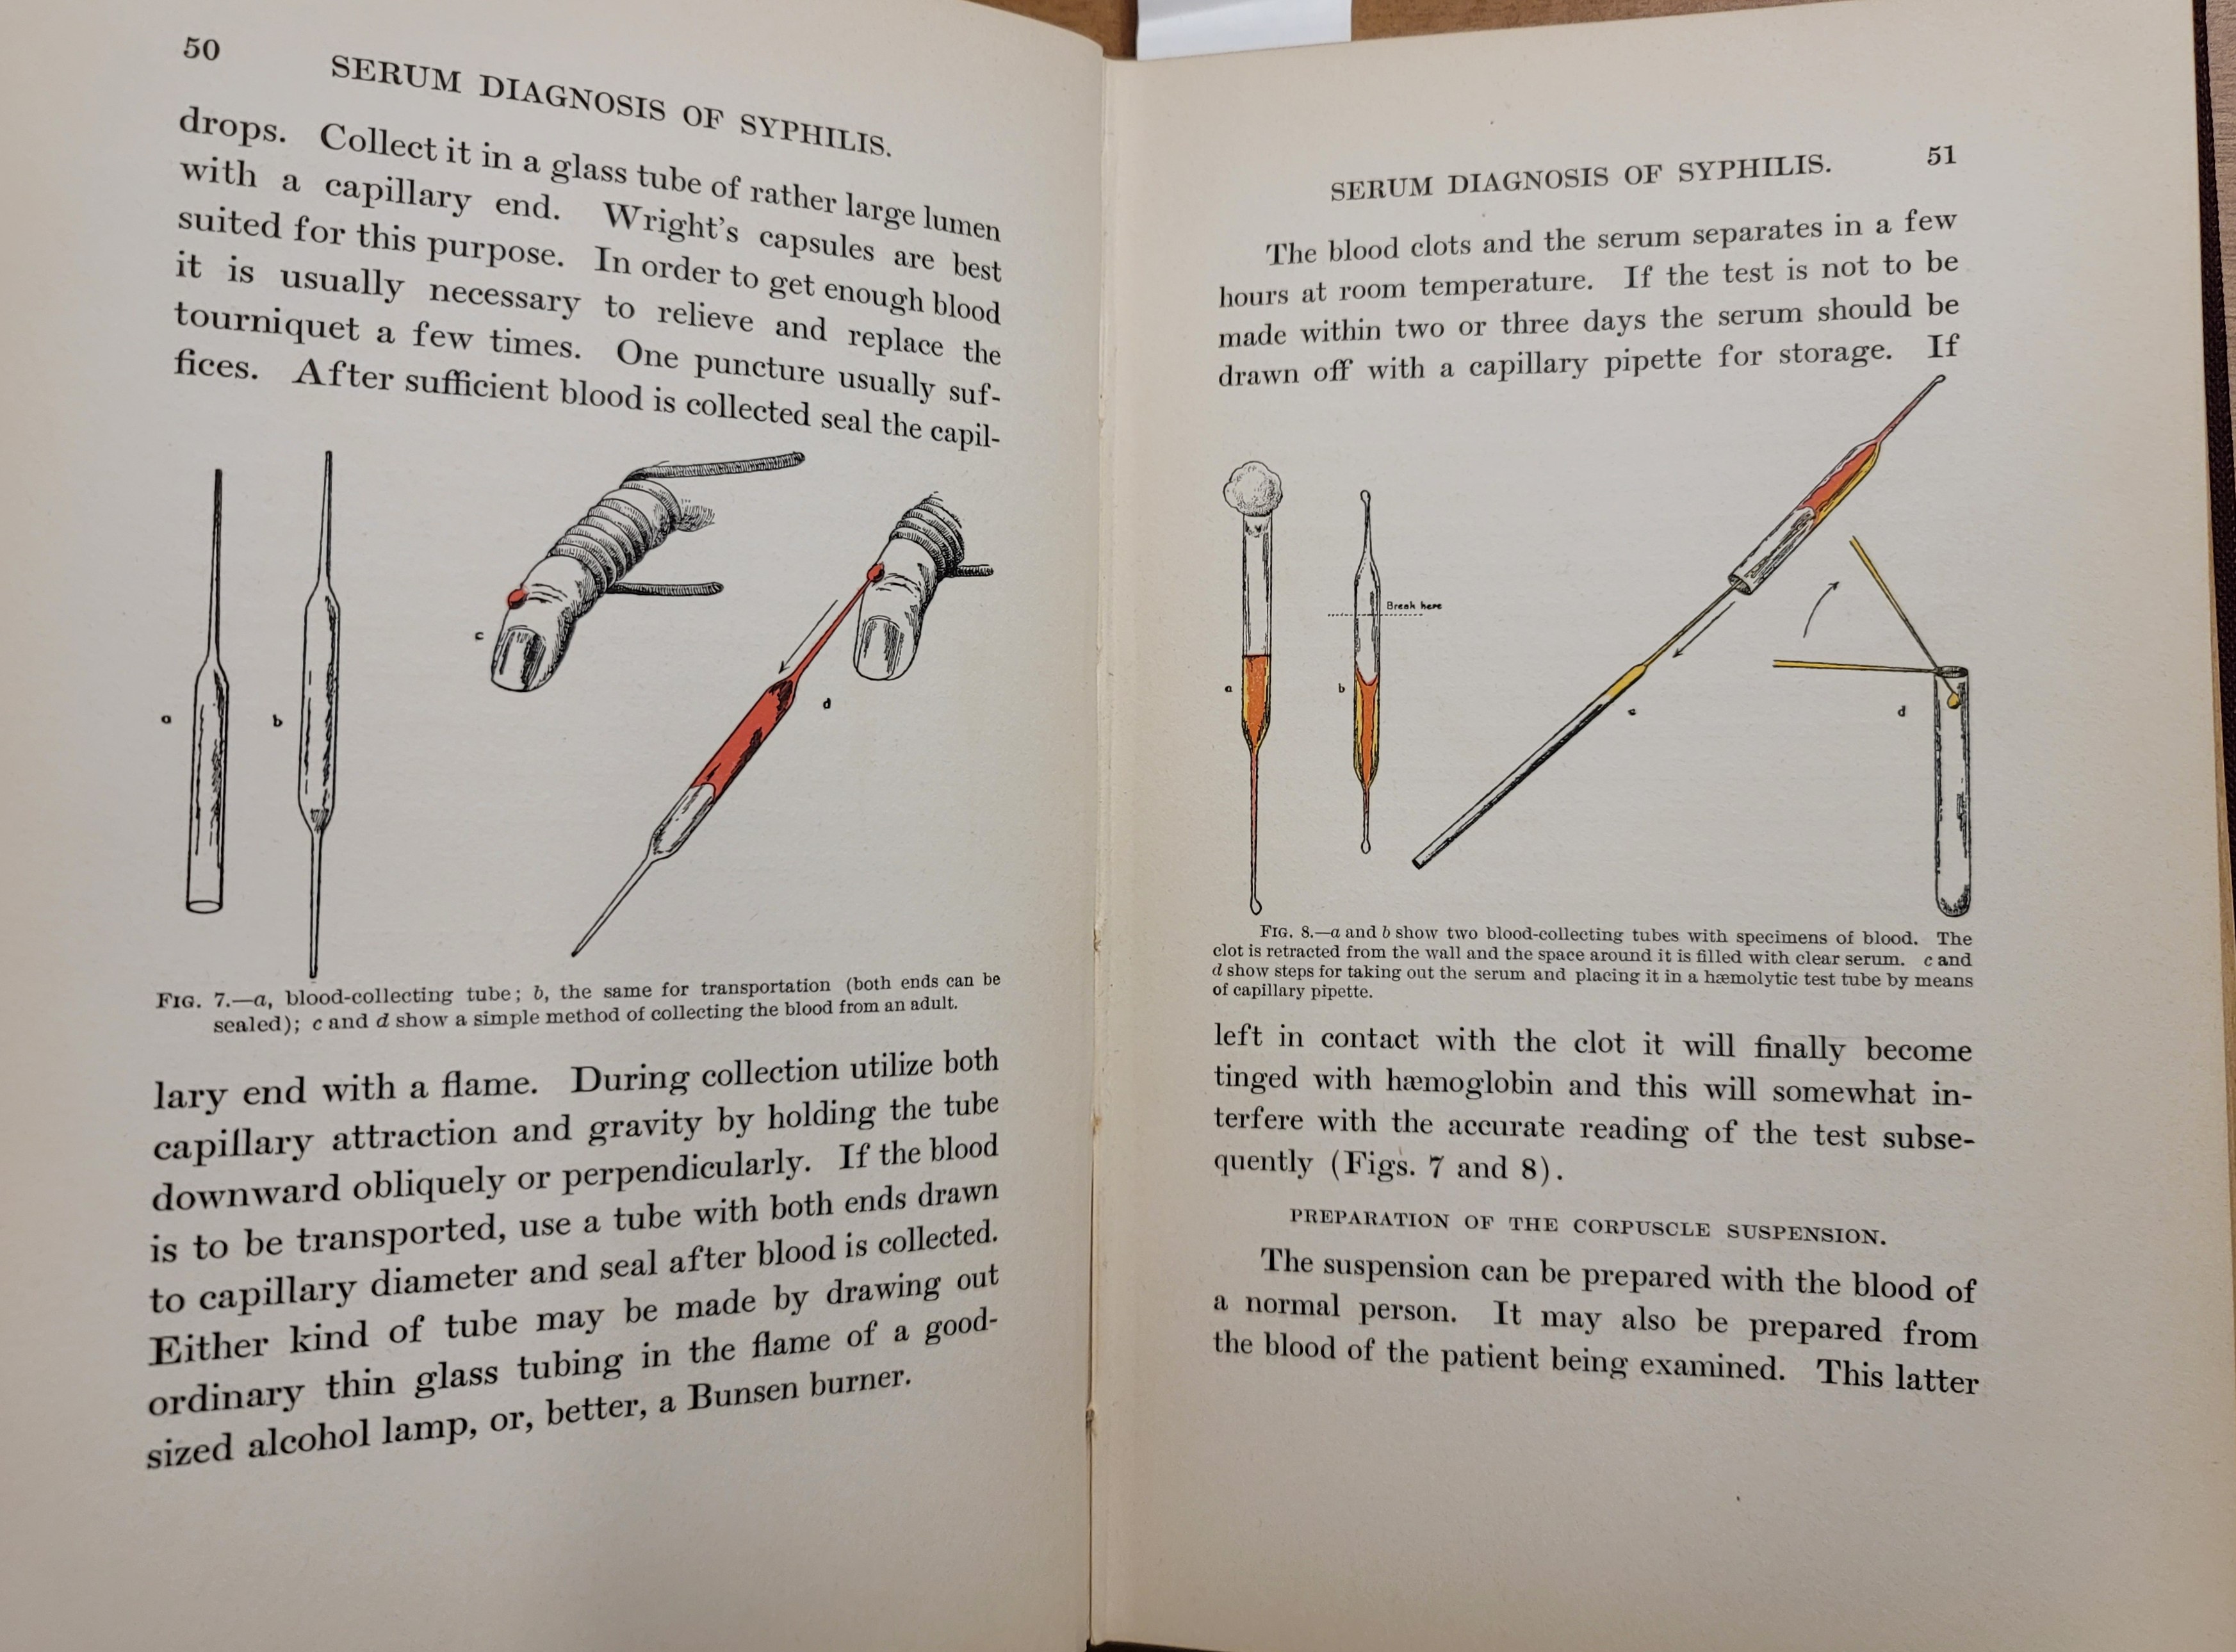 50
SERUM DIAGNOSIS OF SYPHILIS.
drops. Collect it in a glass tube of rather large lumen
with a capillary end. Wright's capsules are best
suited for this purpose. In order to get enough blood
it is usually necessary to relieve and replace the
tourniquet a few times. One puncture usually suf-
fices. After sufficient blood is collected seal the capil-
a
b
c
d
FIG. 7.—a, blood-collecting tube; b, the same for transportation (both ends can be
sealed); c and d show a simple method of collecting the blood from an adult.
lary end with a flame. During collection utilize both
capillary attraction and gravity by holding the tube
downward obliquely or perpendicularly. If the blood
is to be transported, use a tube with both ends drawn
to capillary diameter and seal after blood is collected.
Either kind of tube may be made by drawing out
ordinary thin glass tubing in the flame of a good-
sized alcohol lamp, or, better, a Bunsen burner.
SERUM DIAGNOSIS OF SYPHILIS.
51
The blood clots and the serum separates in a few
hours at room temperature. If the test is not to be
made within two or three days the serum should be
drawn off with a capillary pipette for storage. If
Break here
a
b
c
d
FIG. 8.—a and b show two blood-collecting tubes with specimens of blood. The
clot is retracted from the wall and the space around it is filled with clear serum. c and
d show steps for taking out the serum and placing it in a hæmolytic test tube by means
of capillary pipette.
left in contact with the clot it will finally become
tinged with hæmoglobin and this will somewhat in-
terfere with the accurate reading of the test subse-
quently (Figs. 7 and 8).
PREPARATION OF THE CORPUSCLE SUSPENSION.
The suspension can be prepared with the blood of
a normal person. It may also be prepared from
the blood of the patient being examined. This latter